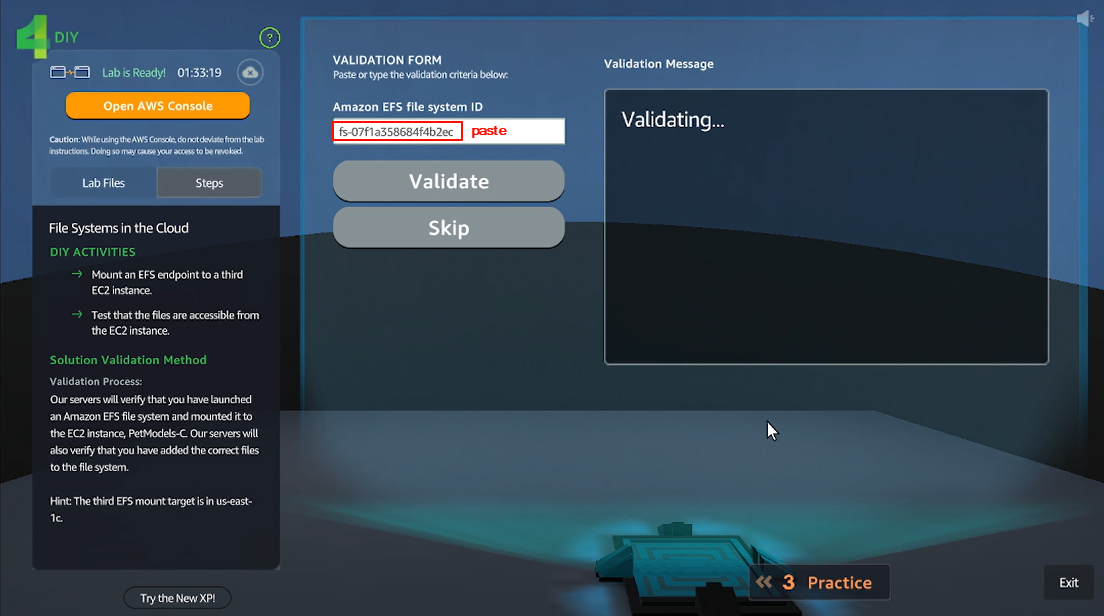 4 DIY
?
Lab is Ready! 01:33:19
Open AWS Console
Caution: While using the AWS Console, do not deviate from the lab
instructions. Doing so may cause your access to be revoked.
Lab Files
Steps
File Systems in the Cloud
DIY ACTIVITIES
→ Mount an EFS endpoint to a third
EC2 instance.
→ Test that the files are accessible from
the EC2 instance.
Solution Validation Method
Validation Process:
Our servers will verify that you have launched
an Amazon EFS file system and mounted it to
the EC2 instance, PetModels-C. Our servers will
also verify that you have added the correct files
to the file system.
Hint: The third EFS mount target is in us-east-
1c.
Try the New XP!
VALIDATION FORM
Paste or type the validation criteria below:
Amazon EFS file system ID
fs-07f1a358684f4b2ec paste
Validate
Skip
Validation Message
Validating...
« 3 Practice
Exit